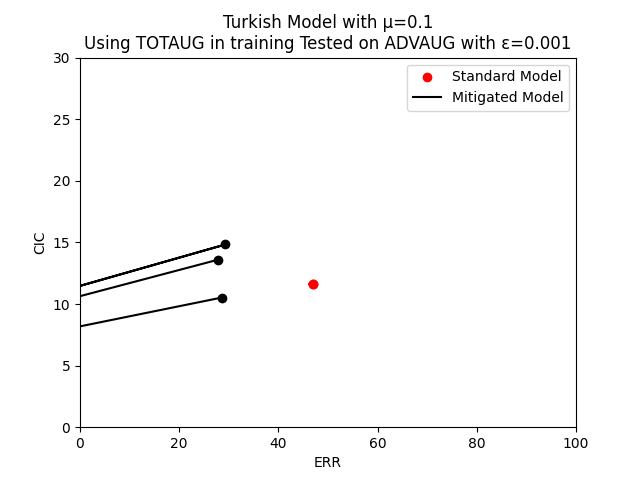 Turkish Model with μ=0.1
Using TOTAUG in training Tested on ADVAUG with ε=0.001
Standard Model
Mitigated Model
30
25
20
15
10
5
0
CIC
0 20 40 60 80 100
ERR